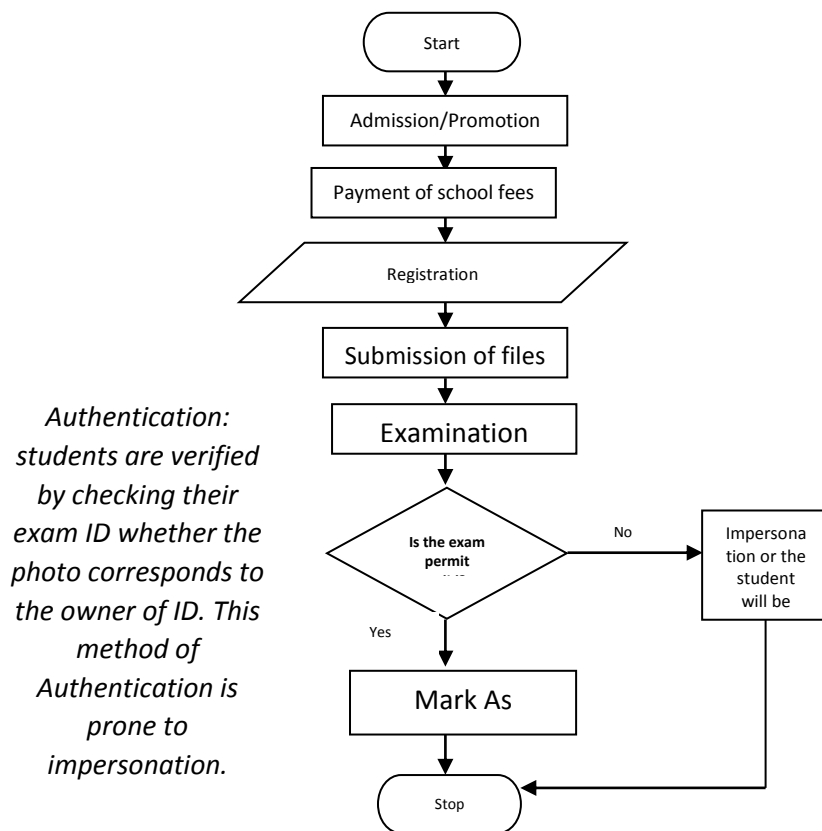 Start
Admission/Promotion
Payment of school fees
Registration
Submission of files
Examination
Authentication:
students are verified
by checking their
exam ID whether the
photo corresponds to
the owner of ID. This
method of
Authentication is
prone to
impersonation.
Is the exam
permit
No
Impersona
tion or the
student
will be
Yes
Mark As
Stop